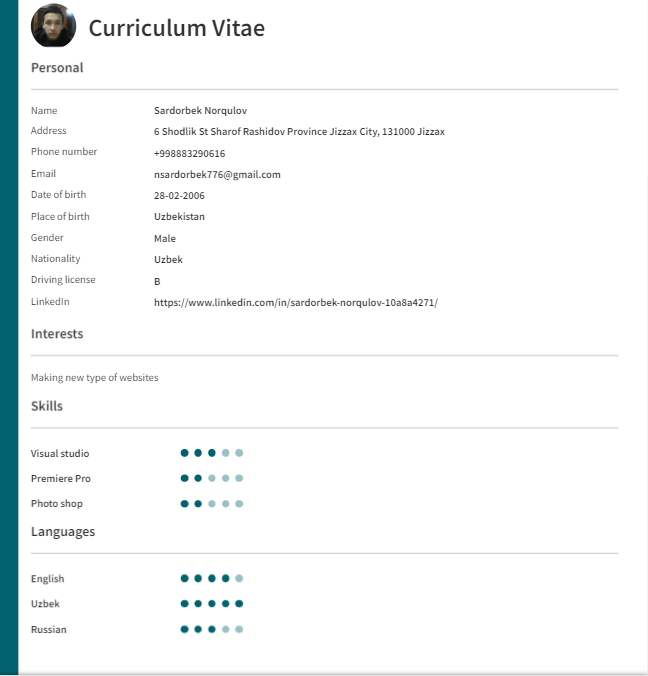 Curriculum Vitae
Personal
Name Sardorbek Norqulov
Address 6 Shodlik St Sharof Rashidov Province Jizzax City, 131000 Jizzax
Phone number +998883290616
Email nsardorbek776@gmail.com
Date of birth 28-02-2006
Place of birth Uzbekistan
Gender Male
Nationality Uzbek
Driving license B
LinkedIn https://www.linkedin.com/in/sardorbek-norqulov-10a8a4271/
Interests
Making new type of websites
Skills
Visual studio
Premiere Pro
Photo shop
Languages
English
Uzbek
Russian